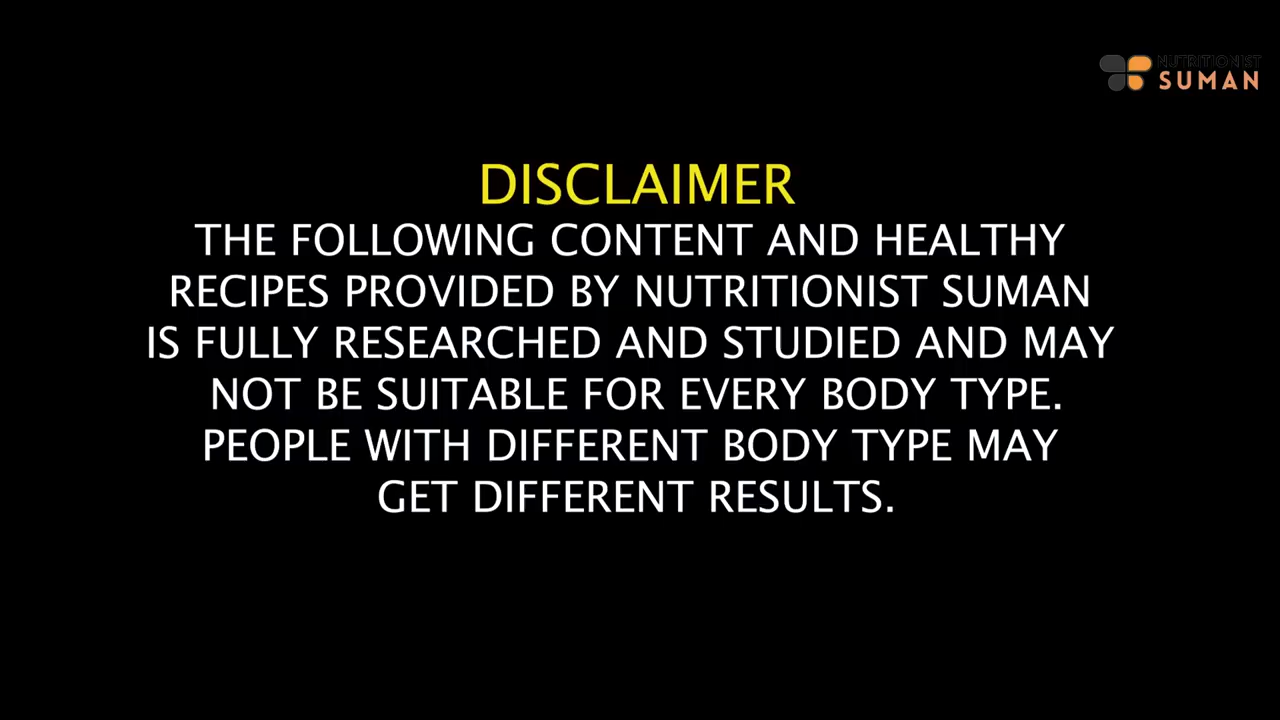 NUTRITIONIST
SUMAN
DISCLAIMER
THE FOLLOWING CONTENT AND HEALTHY
RECIPES PROVIDED BY NUTRITIONIST SUMAN
IS FULLY RESEARCHED AND STUDIED AND MAY
NOT BE SUITABLE FOR EVERY BODY TYPE.
PEOPLE WITH DIFFERENT BODY TYPE MAY
GET DIFFERENT RESULTS.